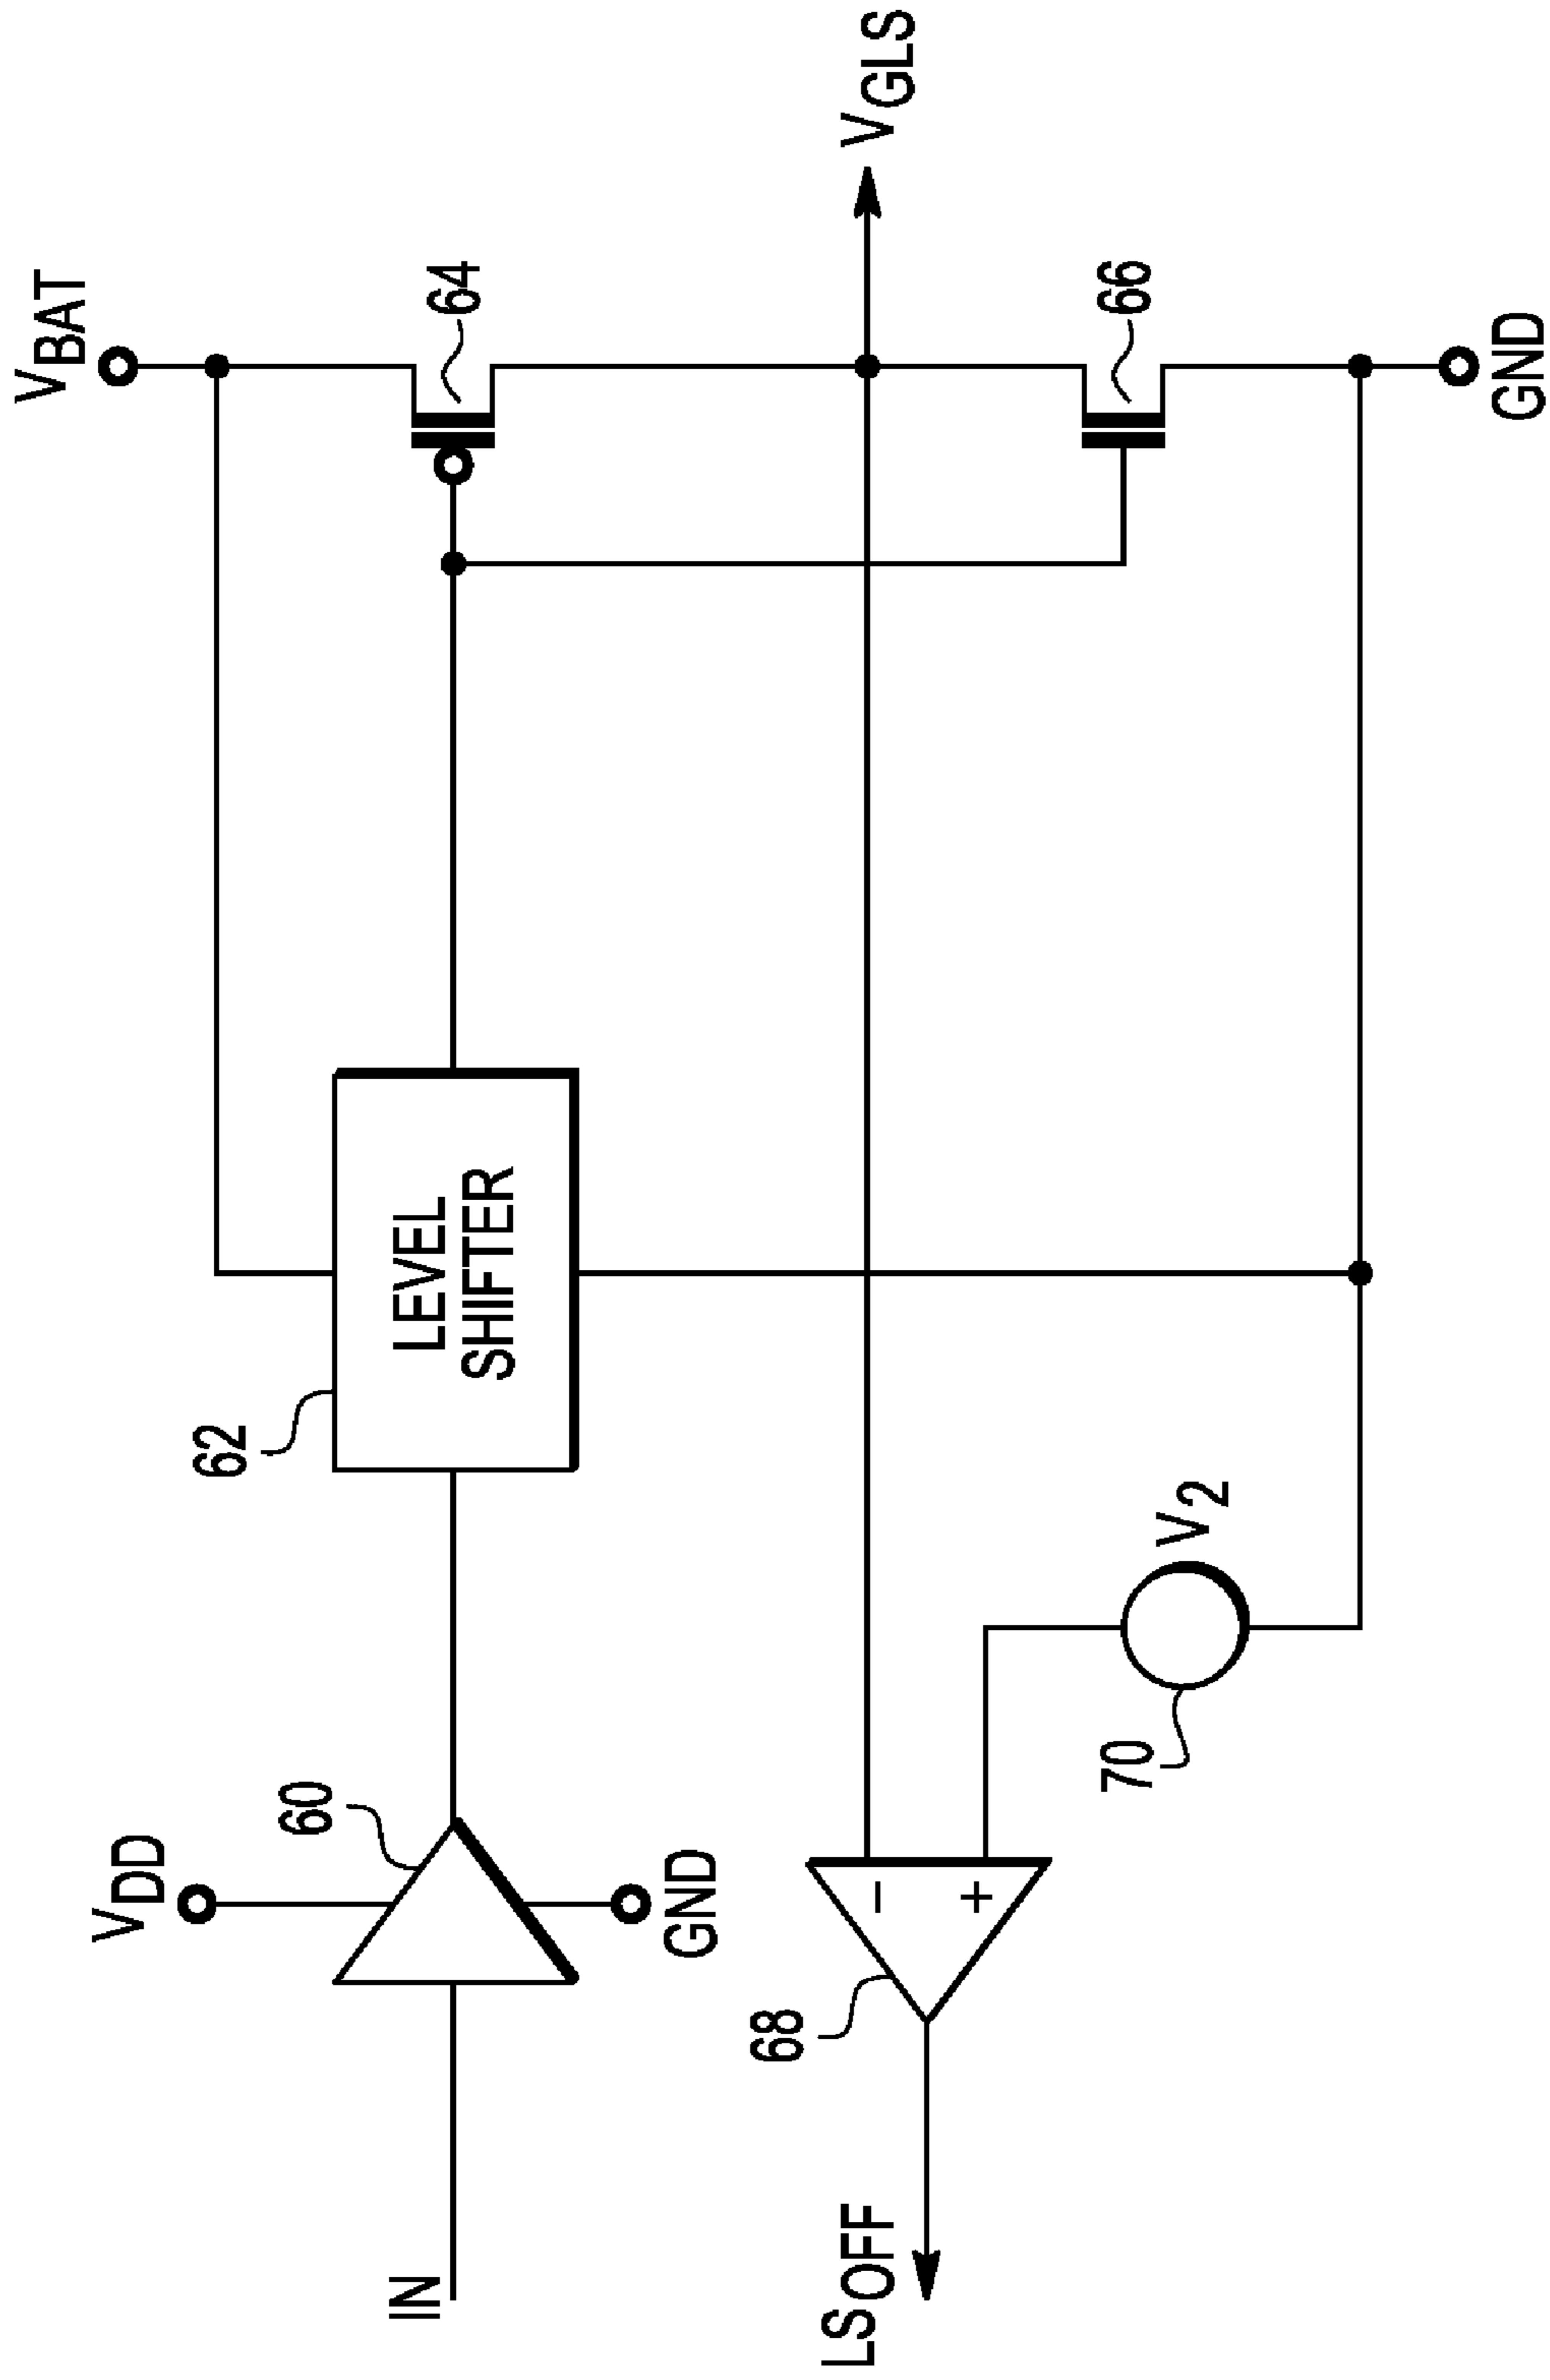 VDD
VBAT
60
62
LEVEL
SHIFTER
64
IN
GND
VGLS
68
−
+
LSOFF
V2
70
66
GND